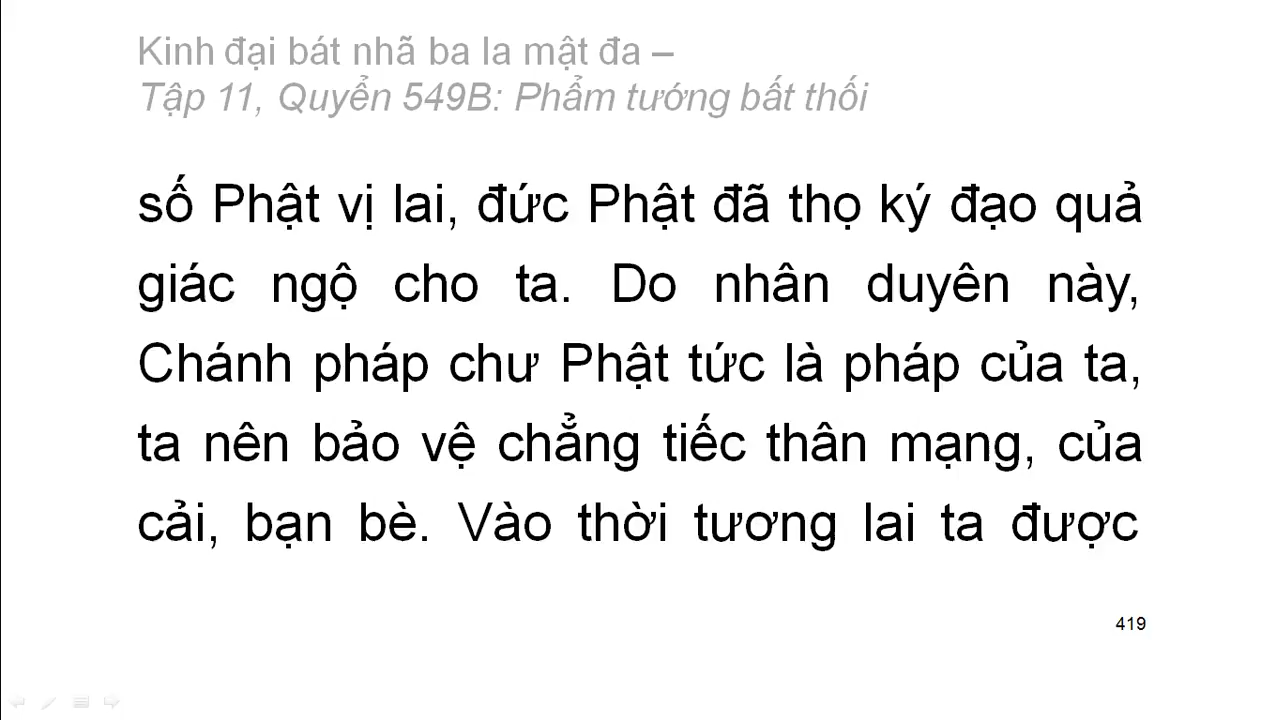 Kinh đại bát nhã ba la mật đa –
Tập 11, Quyển 549B: Phẩm tướng bất thối
số Phật vị lai, đức Phật đã thọ ký đạo quả
giác ngộ cho ta. Do nhân duyên này,
Chánh pháp chư Phật tức là pháp của ta,
ta nên bảo vệ chẳng tiếc thân mạng, của
cải, bạn bè. Vào thời tương lai ta được
419